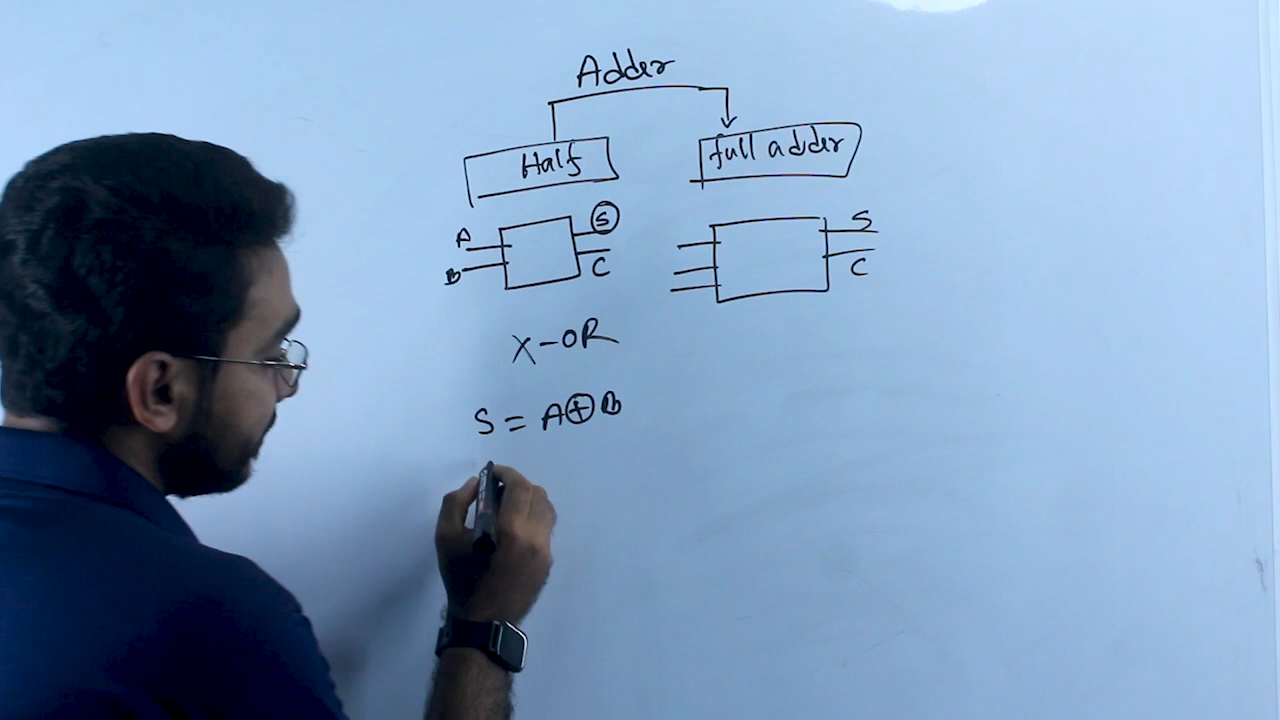 Adder
Half full adder
A S S
B C C
X-OR
S = A⊕B